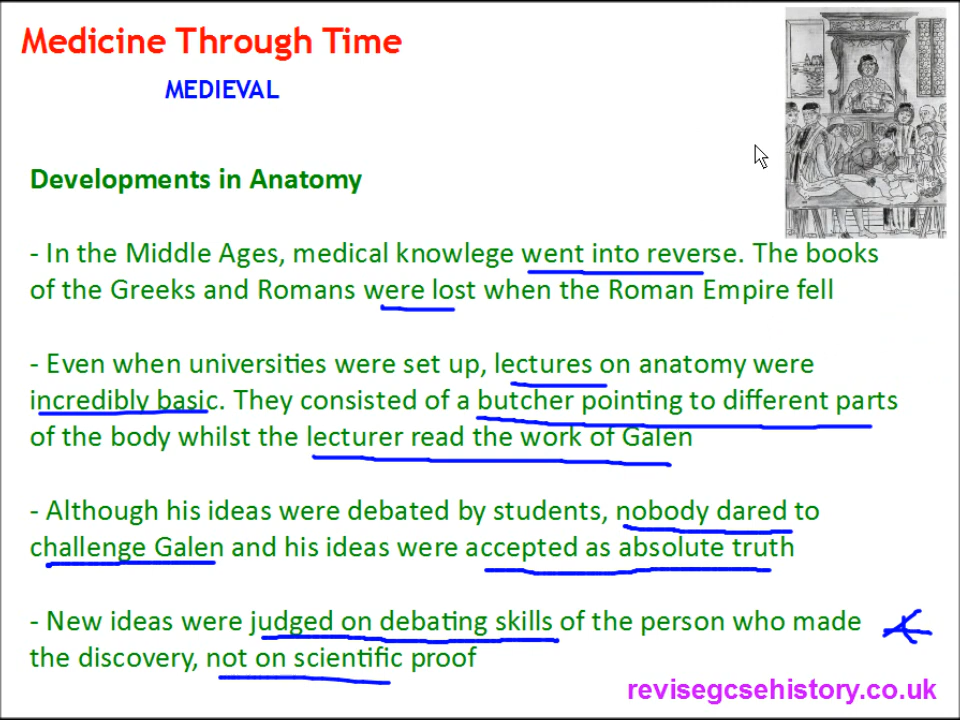 Medicine Through Time
MEDIEVAL
Developments in Anatomy
- In the Middle Ages, medical knowlege went into reverse. The books
of the Greeks and Romans were lost when the Roman Empire fell
- Even when universities were set up, lectures on anatomy were
incredibly basic. They consisted of a butcher pointing to different parts
of the body whilst the lecturer read the work of Galen
- Although his ideas were debated by students, nobody dared to
challenge Galen and his ideas were accepted as absolute truth
- New ideas were judged on debating skills of the person who made
the discovery, not on scientific proof
revisegcsehistory.co.uk